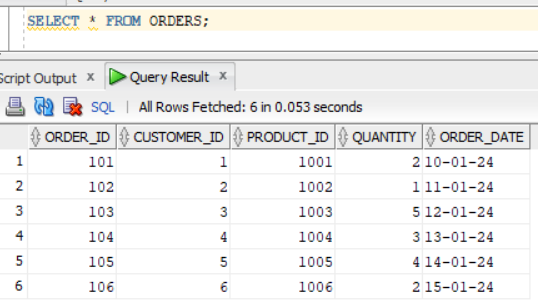 SELECT * FROM ORDERS;
Script Output x Query Result x
SQL | All Rows Fetched: 6 in 0.053 seconds
ORDER_ID CUSTOMER_ID PRODUCT_ID QUANTITY ORDER_DATE
1 101 1 1001 2 10-01-24
2 102 2 1002 1 11-01-24
3 103 3 1003 5 12-01-24
4 104 4 1004 3 13-01-24
5 105 5 1005 4 14-01-24
6 106 6 1006 2 15-01-24